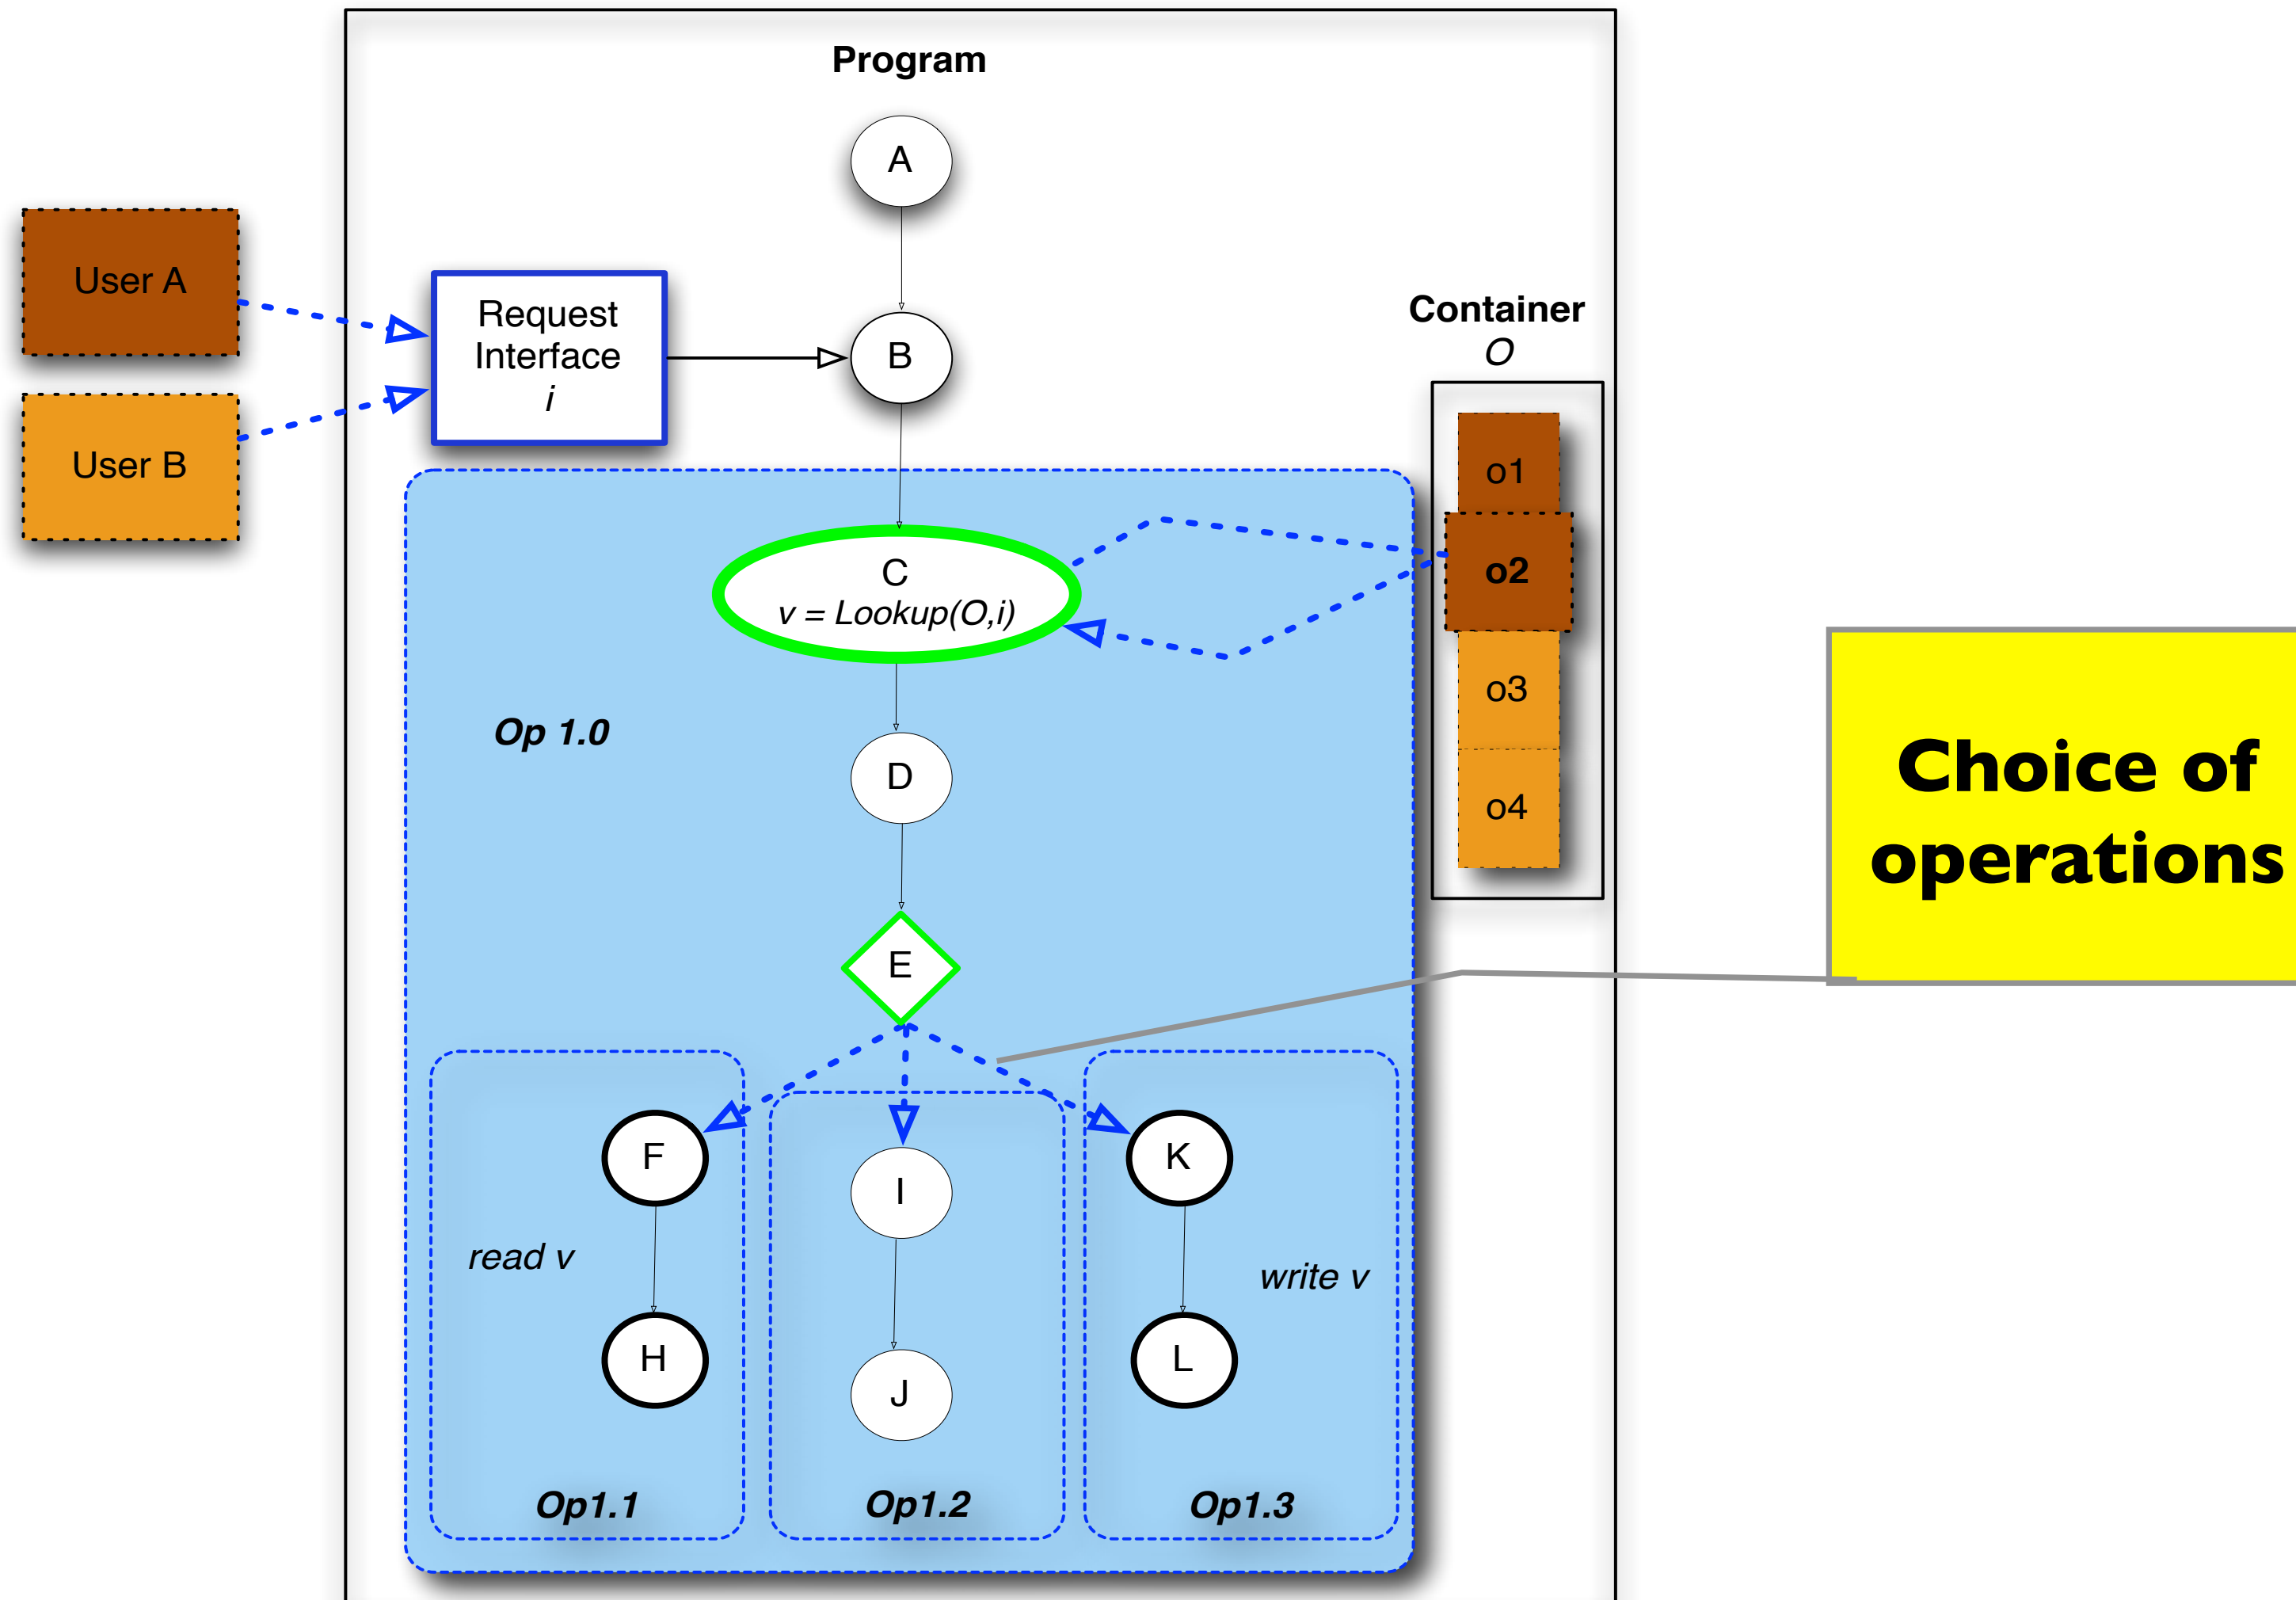 Program
A
User A
Request
Interface
i
B
User B
Container
O
o1
o2
o3
o4
C
v = Lookup(O,i)
Op 1.0
D
E
Choice of
operations
F
I
K
read v
write v
H
J
L
Op1.1
Op1.2
Op1.3